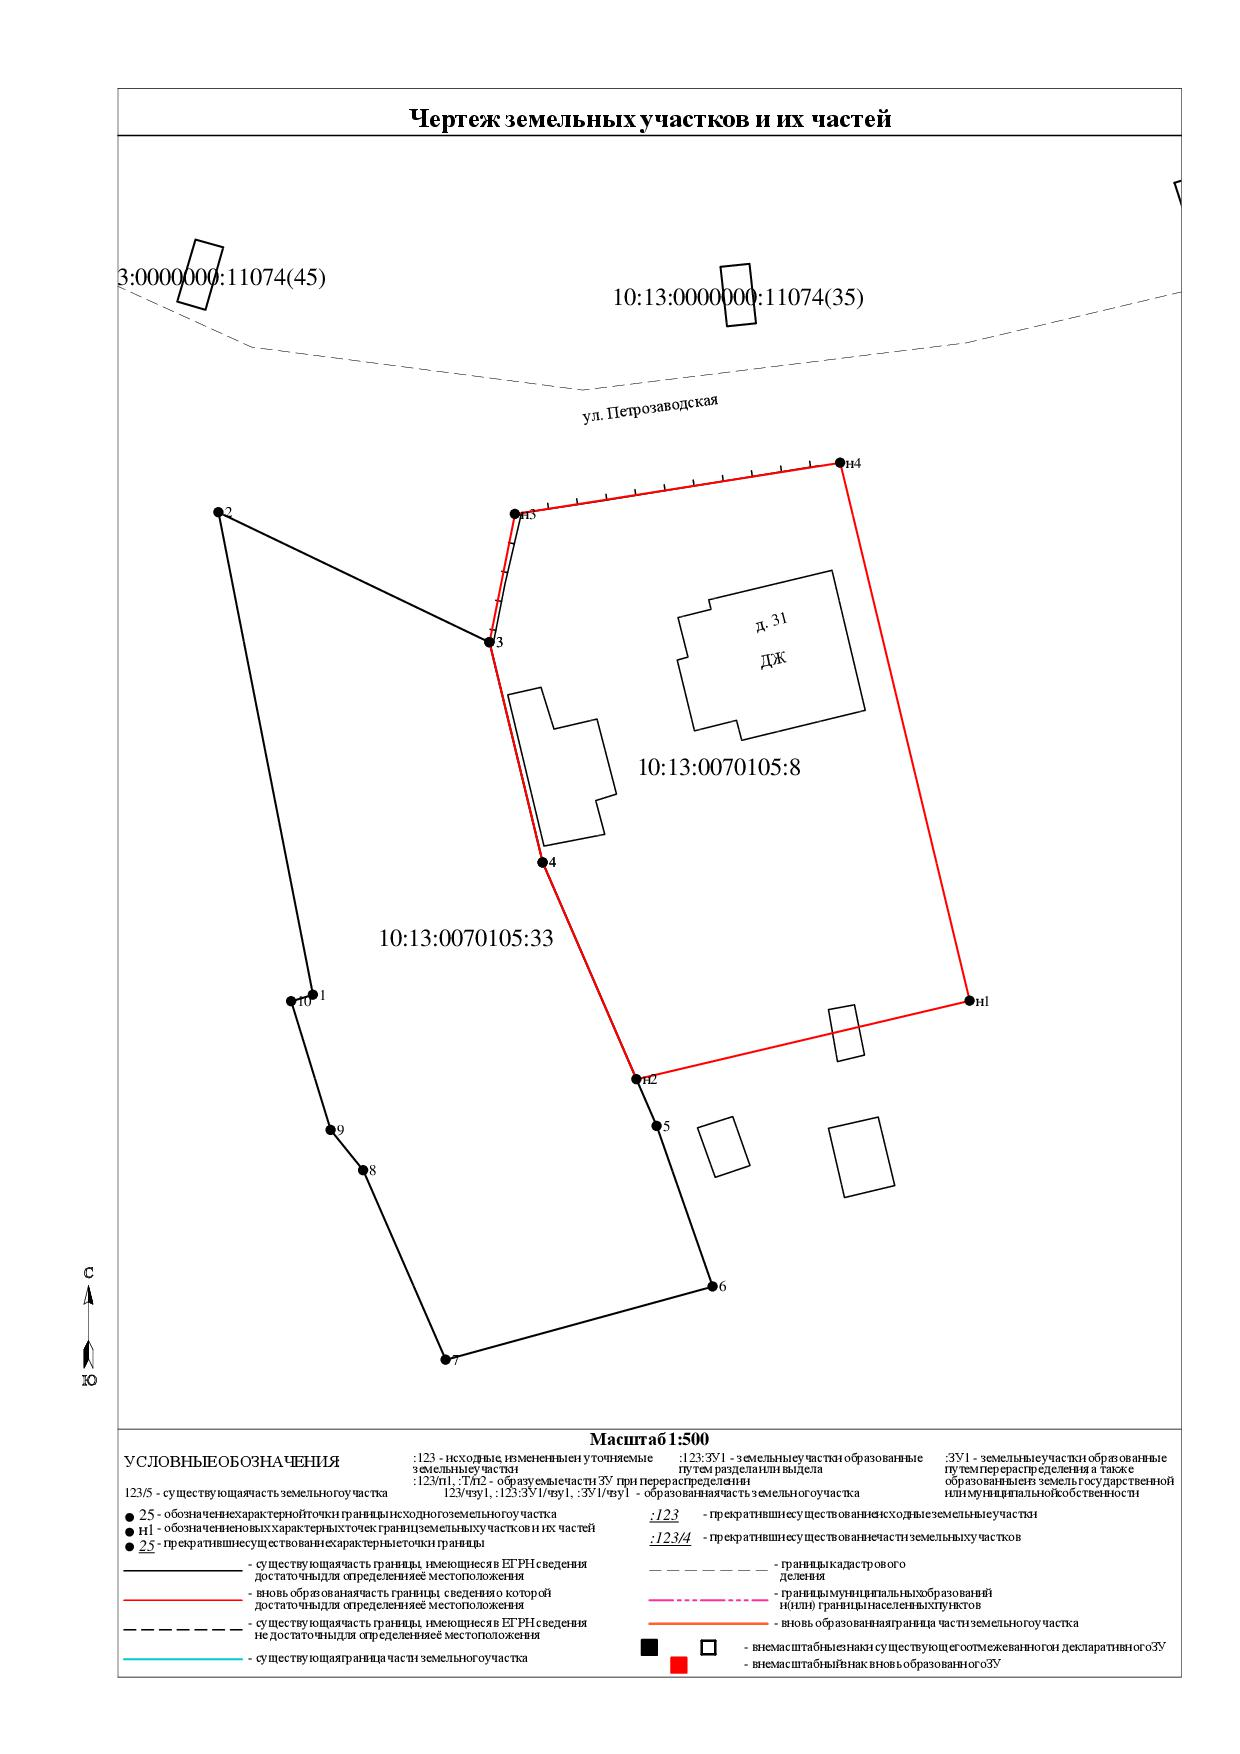 Чертеж земельных участков и их частей
3:0000000:11074(45)
10:13:0000000:11074(35)
ул. Петрозаводская
н4
2
н3
3
д. 31
ДЖ
10:13:0070105:8
4
10:13:0070105:33
1
10
н1
н2
5
9
8
6
7
С
Ю
Масштаб 1:500
УСЛОВНЫЕ ОБОЗНАЧЕНИЯ
:123 - исходные, измененные и уточняемые
земельные участки
:123/п1, :Т/п2 - образуемые части ЗУ при перераспределении
:123:ЗУ1 - земельные участки образованные
путем раздела или выдела
:ЗУ1 - земельные участки образованные
путем перераспределения, а также
образованные из земель государственной
или муниципальной собственности
123/5 - существующая часть земельного участка
123/чзу1, :123:ЗУ1/чзу1, :ЗУ1/чзу1 - образованная часть земельного участка
25 - обозначение характерной точки границы исходного земельного участка
н1 - обозначение новых характерных точек границ земельных участков и их частей
25 - прекратившие существование характерные точки границы
:123 - прекратившие существование исходные земельные участки
:123/4 - прекратившие существование части земельных участков
- существующая часть границы, имеющиеся в ЕГРН сведения
достаточны для определения её местоположения
- вновь образованая часть границы, сведения о которой
достаточны для определения её местоположения
- существующая часть границы, имеющиеся в ЕГРН сведения
не достаточны для определения её местоположения
- существующая граница части земельного участка
- границы кадастрового
деления
- границы муниципальных образований
и (или) границы населенных пунктов
- вновь образованная граница части земельного участка
- внемасштабные знаки существующего отмежеванного и декларативного ЗУ
- внемасштабный знак вновь образованного ЗУ